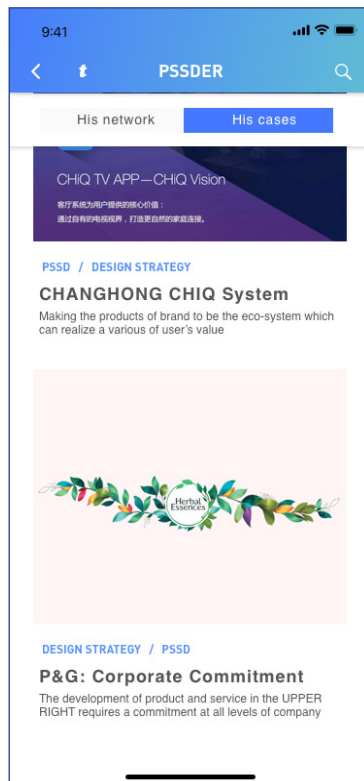 9:41
t PSSDER
His network His cases
CHiQ TV APP—CHiQ Vision
客厅系统为用户提供的核心价值：
通过自有的电视视界，打造更自然的家庭连接。
PSSD / DESIGN STRATEGY
CHANGHONG CHIQ System
Making the products of brand to be the eco-system which
can realize a various of user's value
Herbal
Essences
DESIGN STRATEGY / PSSD
P&G: Corporate Commitment
The development of product and service in the UPPER
RIGHT requires a commitment at all levels of company